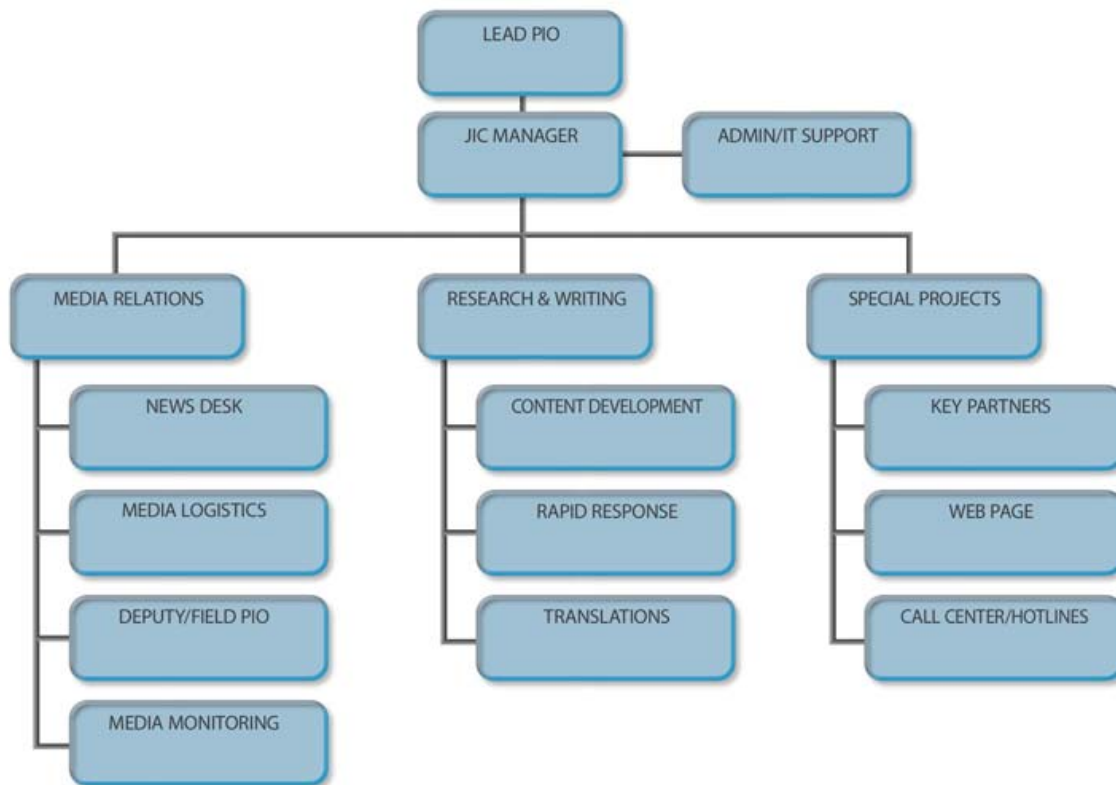 LEAD PIO
JIC MANAGER
ADMIN/IT SUPPORT
MEDIA RELATIONS
NEWS DESK
MEDIA LOGISTICS
DEPUTY/FIELD PIO
MEDIA MONITORING
RESEARCH & WRITING
CONTENT DEVELOPMENT
RAPID RESPONSE
TRANSLATIONS
SPECIAL PROJECTS
KEY PARTNERS
WEB PAGE
CALL CENTER/HOTLINES